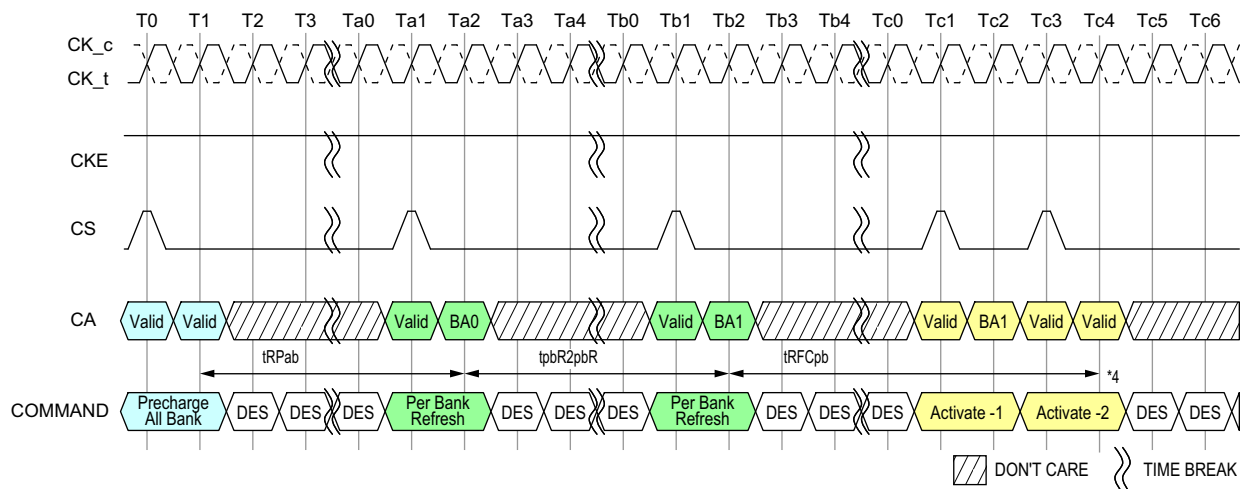 T0 T1 T2 T3 Ta0 Ta1 Ta2 Ta3 Ta4 Tb0 Tb1 Tb2 Tb3 Tb4 Tc0 Tc1 Tc2 Tc3 Tc4 Tc5 Tc6
CK_c
CK_t
CKE
CS
CA Valid Valid Valid BA0 Valid BA1 Valid BA1 Valid Valid
tRPab tpbR2pbR tRFCpb *4
COMMAND Precharge All Bank DES DES DES Per Bank Refresh DES DES DES Per Bank Refresh DES DES DES Activate -1 Activate -2 DES DES
DON'T CARE TIME BREAK